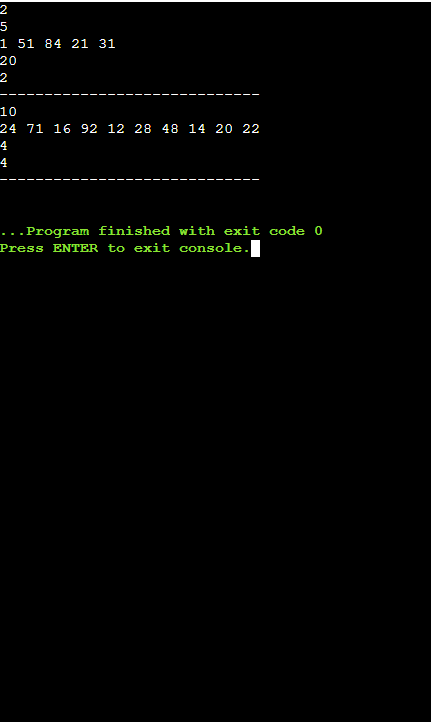 2
5
1 51 84 21 31
20
2
-----------------------------
10
24 71 16 92 12 28 48 14 20 22
4
4
-----------------------------
...Program finished with exit code 0
Press ENTER to exit console.